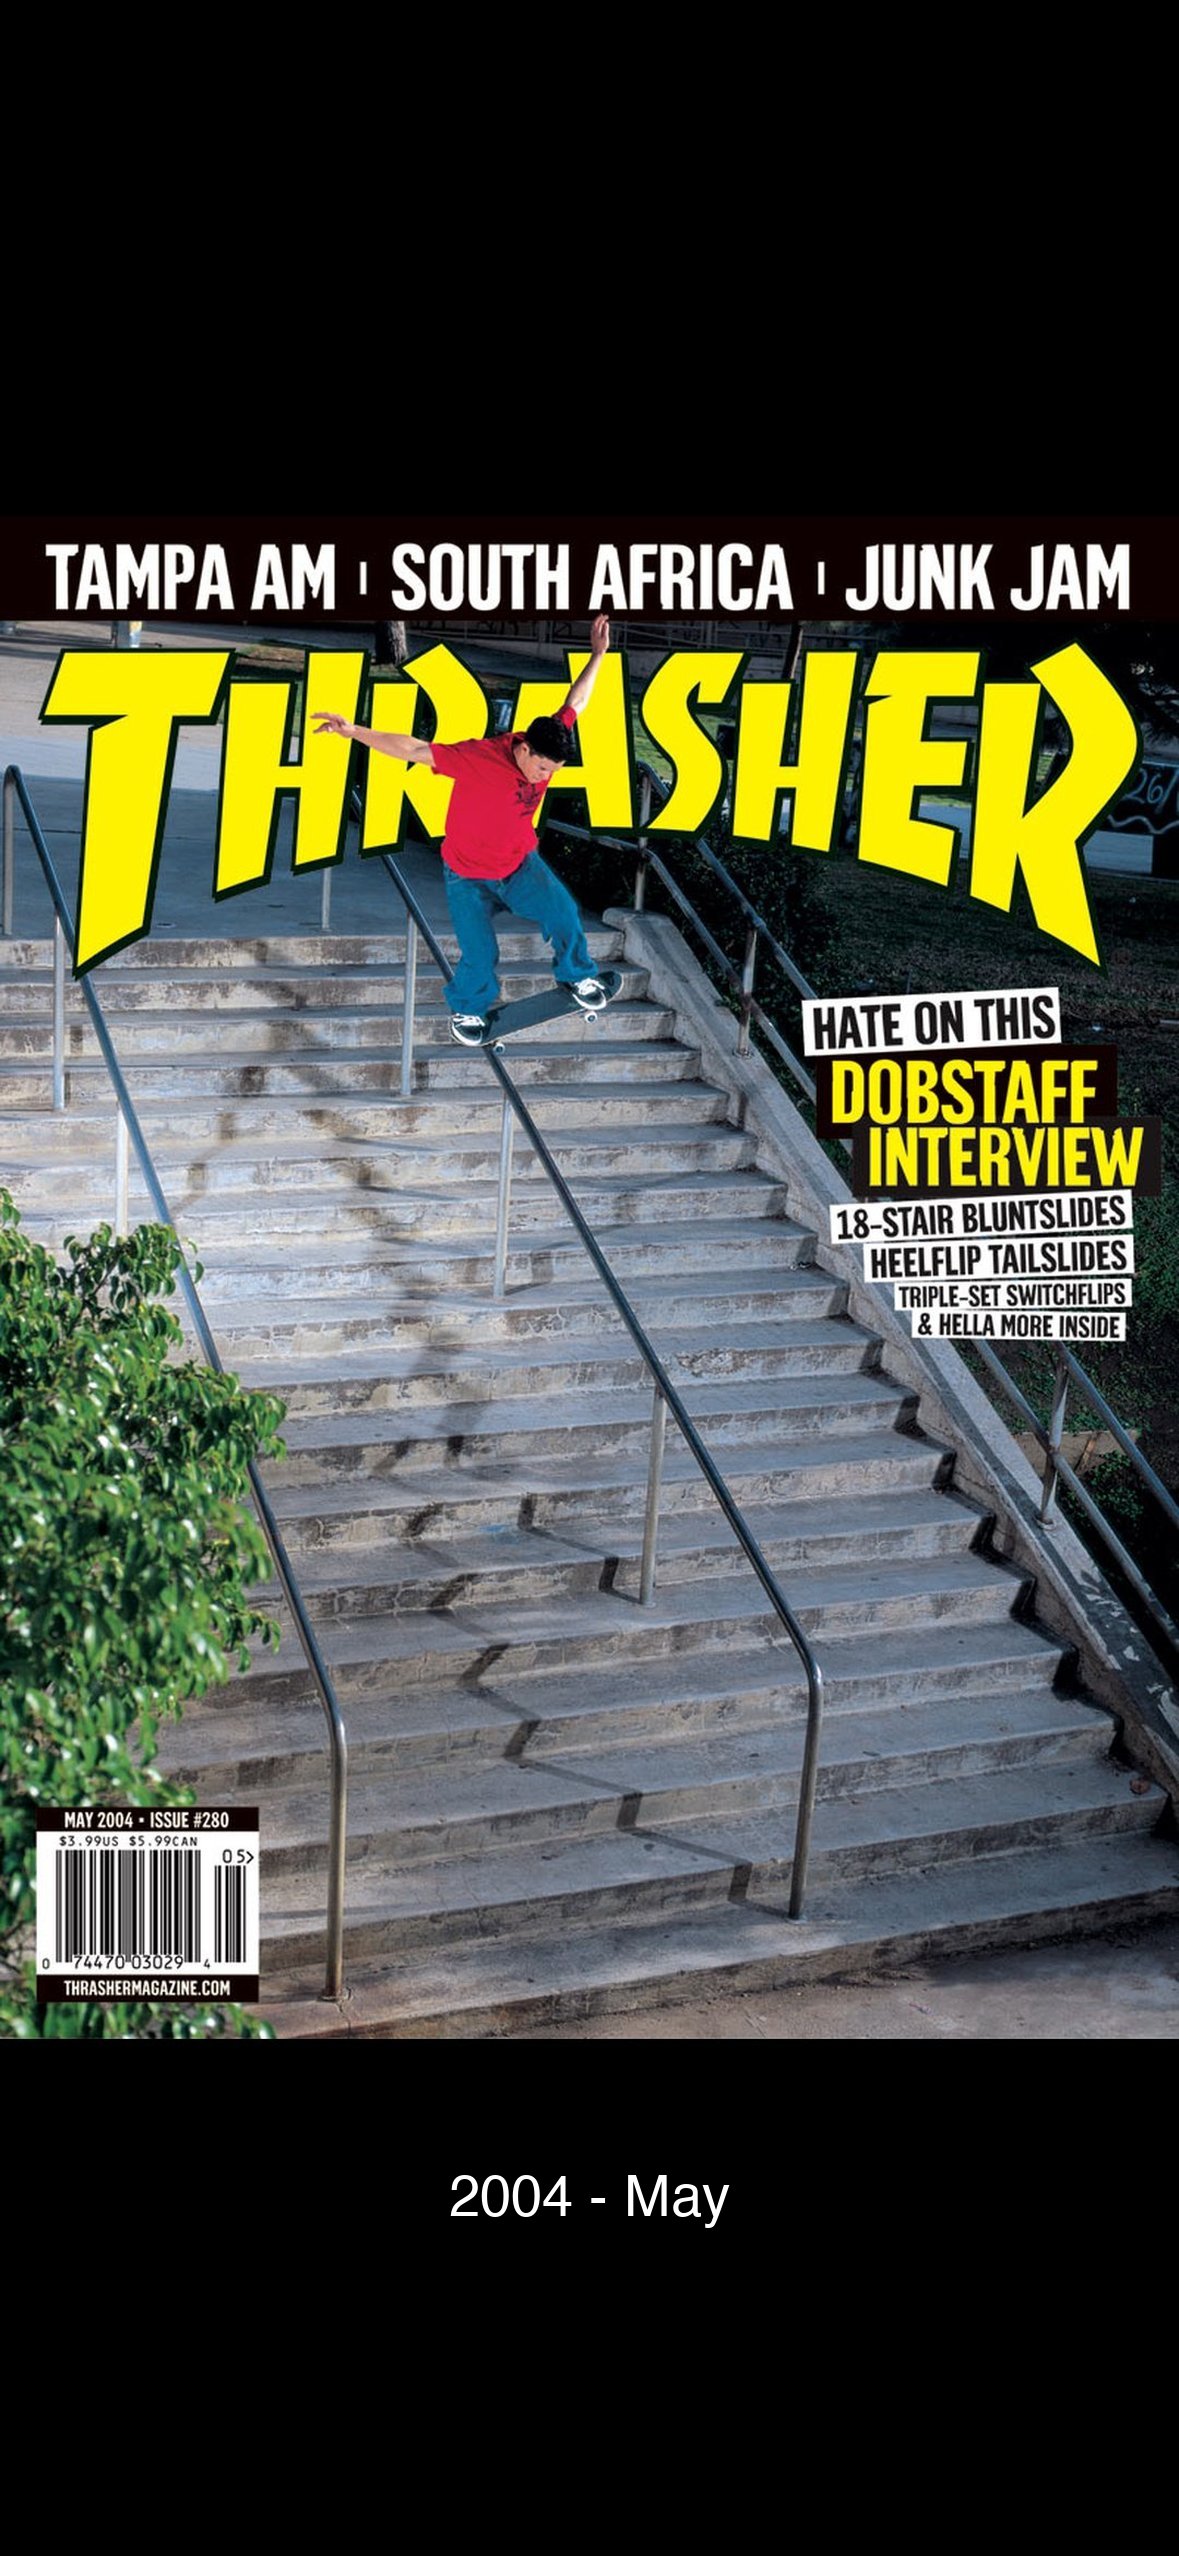 TAMPA AM | SOUTH AFRICA | JUNK JAM
THRASHER
HATE ON THIS
DOBSTAFF
INTERVIEW
18-STAIR BLUNTSLIDES
HEELFLIP TAILSLIDES
TRIPLE-SET SWITCHFLIPS
& HELLA MORE INSIDE
MAY 2004 • ISSUE #280
$3.99US $5.99CAN
05>
0 74470 03029 4
THRASHERMAGAZINE.COM
2004 - May